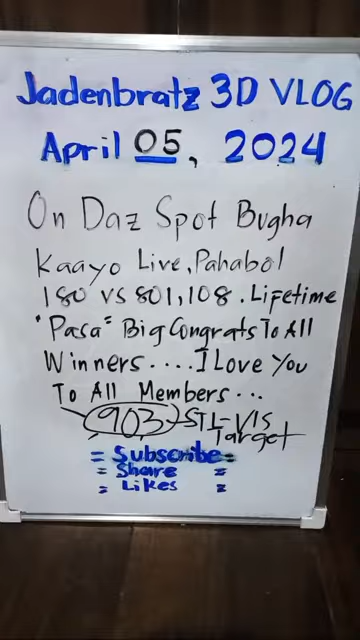 Jadenbratz 3D VLOG
April 05, 2024
On Daz Spot Bugha
Kaayo Live, Pahabol
180 VS 801,108. Lifetime
"Pasa" Big Congrats To All
Winners.... I Love You
To All Members...
903 STL-VIS
Target
= Subscribe =
= Share =
= Likes =